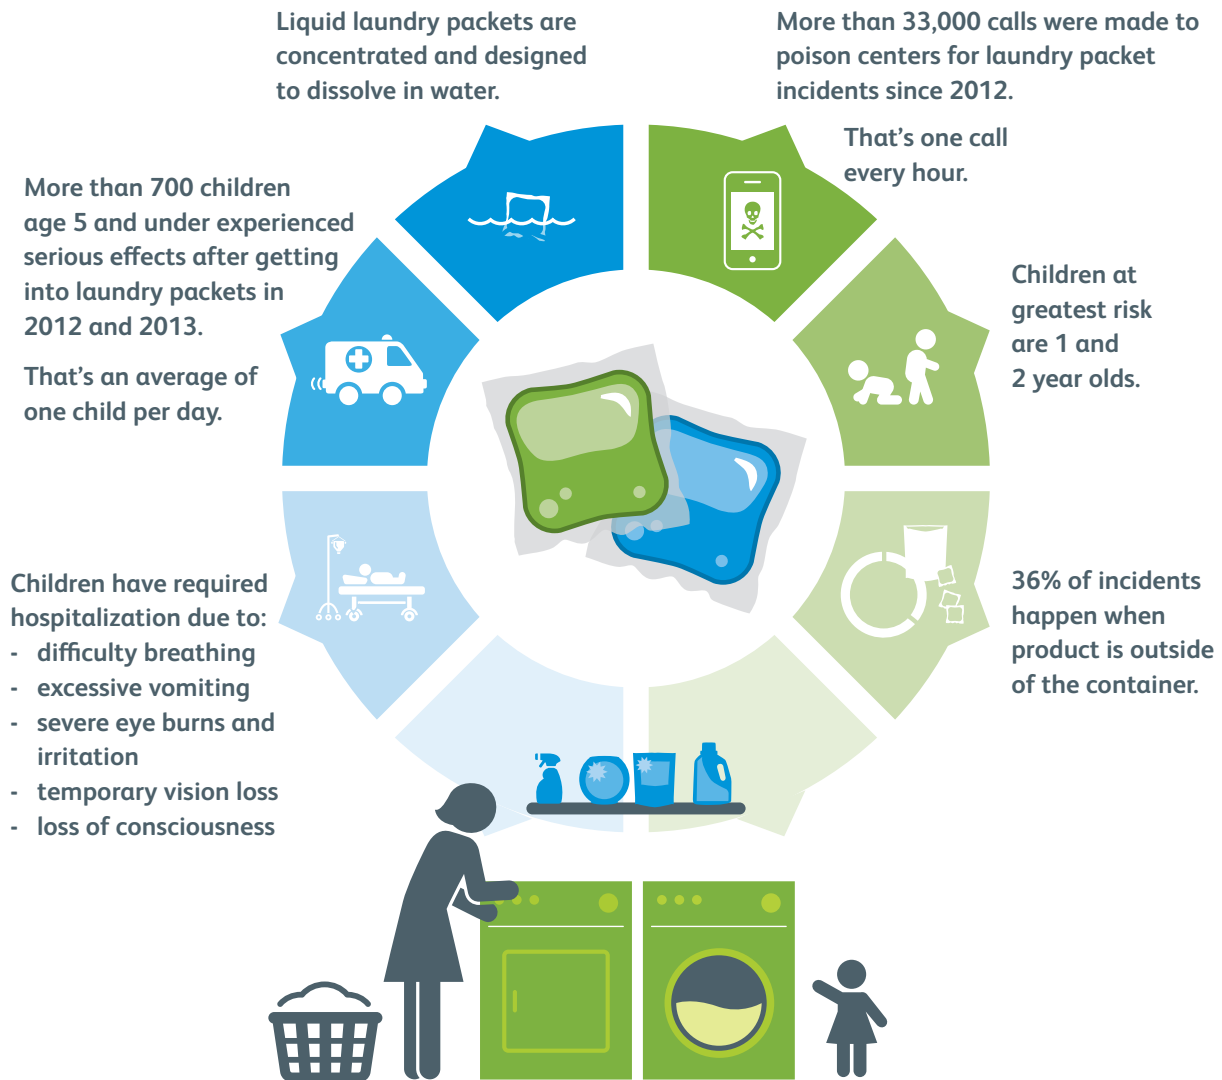 Liquid laundry packets are
concentrated and designed
to dissolve in water.
More than 33,000 calls were made to
poison centers for laundry packet
incidents since 2012.
That’s one call
every hour.
More than 700 children
age 5 and under experienced
serious effects after getting
into laundry packets in
2012 and 2013.
That’s an average of
one child per day.
Children at
greatest risk
are 1 and
2 year olds.
Children have required
hospitalization due to:
- difficulty breathing
- excessive vomiting
- severe eye burns and
irritation
- temporary vision loss
- loss of consciousness
36% of incidents
happen when
product is outside
of the container.